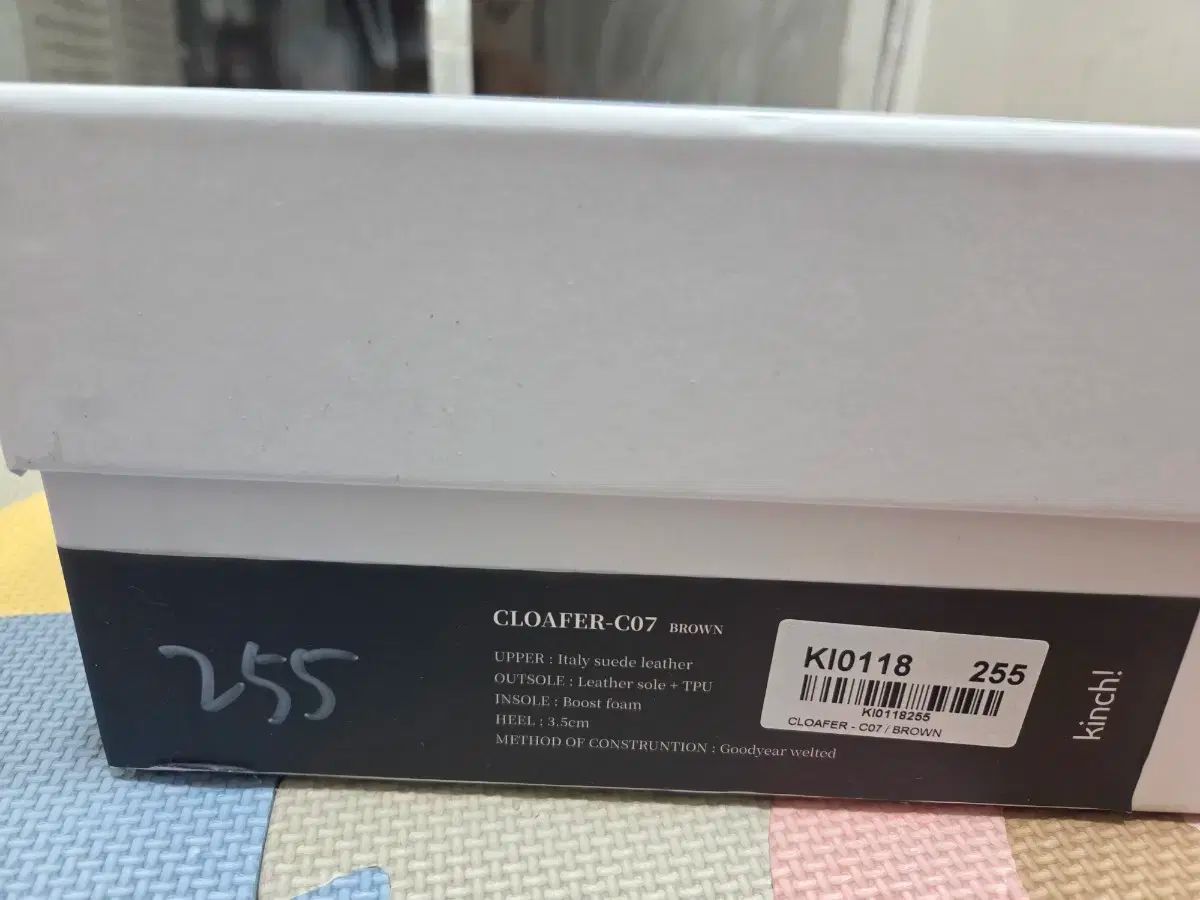 255
CLOAFER-C07 BROWN
UPPER : Italy suede leather
OUTSOLE : Leather sole + TPU
INSOLE : Boost foam
HEEL : 3.5cm
METHOD OF CONSTRUNTION : Goodyear welted
KI0118 255
KI0118255
CLOAFER - C07 / BROWN
kinch!